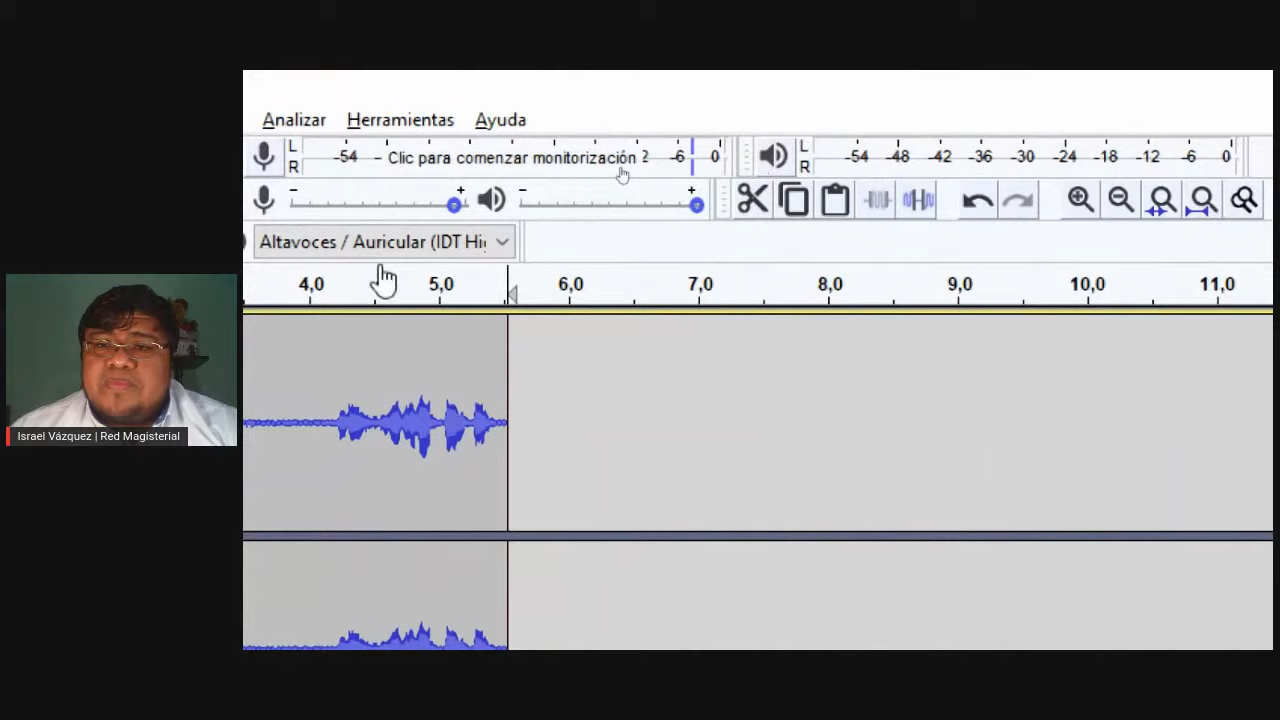 Analizar Herramientas Ayuda
L
R
-54 - Clic para comenzar monitorización 2 -6 0
L
R
-54 -48 -42 -36 -30 -24 -18 -12 -6 0
- + - +
Altavoces / Auricular (IDT Hi
4,0 5,0 6,0 7,0 8,0 9,0 10,0 11,0
Israel Vázquez | Red Magisterial